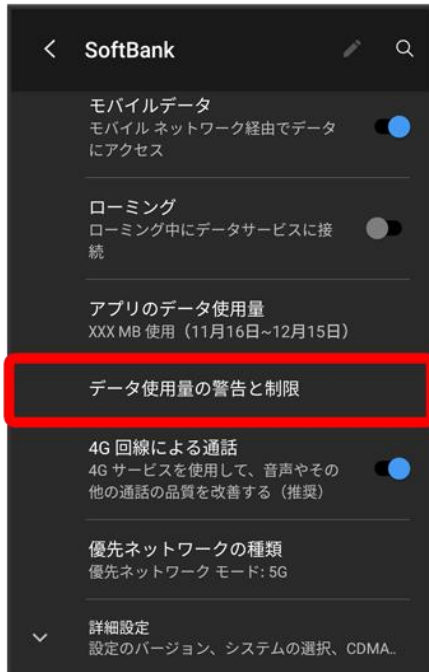 SoftBank
モバイルデータ
モバイル ネットワーク経由でデータ
にアクセス
ローミング
ローミング中にデータサービスに接
続
アプリのデータ使用量
XXX MB 使用（11月16日~12月15日）
データ使用量の警告と制限
4G 回線による通話
4G サービスを使用して、音声やその
他の通話の品質を改善する（推奨）
優先ネットワークの種類
優先ネットワーク モード: 5G
詳細設定
設定のバージョン、システムの選択、CDMA..